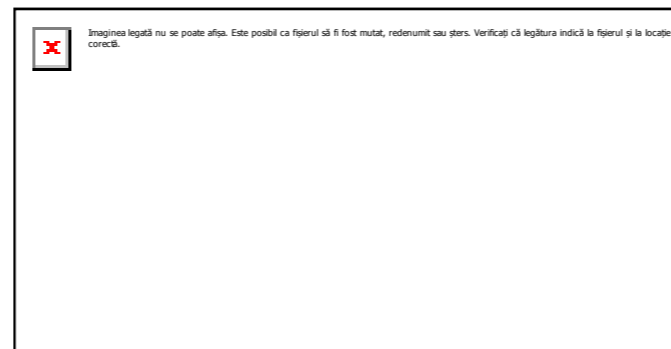 Imaginea legată nu se poate afișa. Este posibil ca fișierul să fi fost mutat, redenumit sau șters. Verificați că legătura indică la fișierul și la locația
corectă.